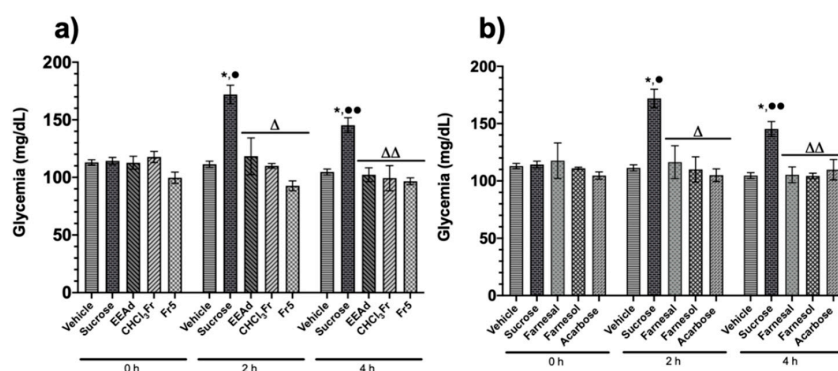 a)
Glycemia (mg/dL)
200
150
100
50
0
*,●
Δ
*,●●
ΔΔ
Vehicle
Sucrose
EEAd
CHCl₃Fr
Fr5
Vehicle
Sucrose
EEAd
CHCl₃Fr
Fr5
Vehicle
Sucrose
EEAd
CHCl₃Fr
Fr5
0 h
2 h
4 h
b)
Glycemia (mg/dL)
200
150
100
50
0
*,●
Δ
*,●●
ΔΔ
Vehicle
Sucrose
Farnesal
Farnesol
Acarbose
Vehicle
Sucrose
Farnesal
Farnesol
Acarbose
Vehicle
Sucrose
Farnesal
Farnesol
Acarbose
0 h
2 h
4 h